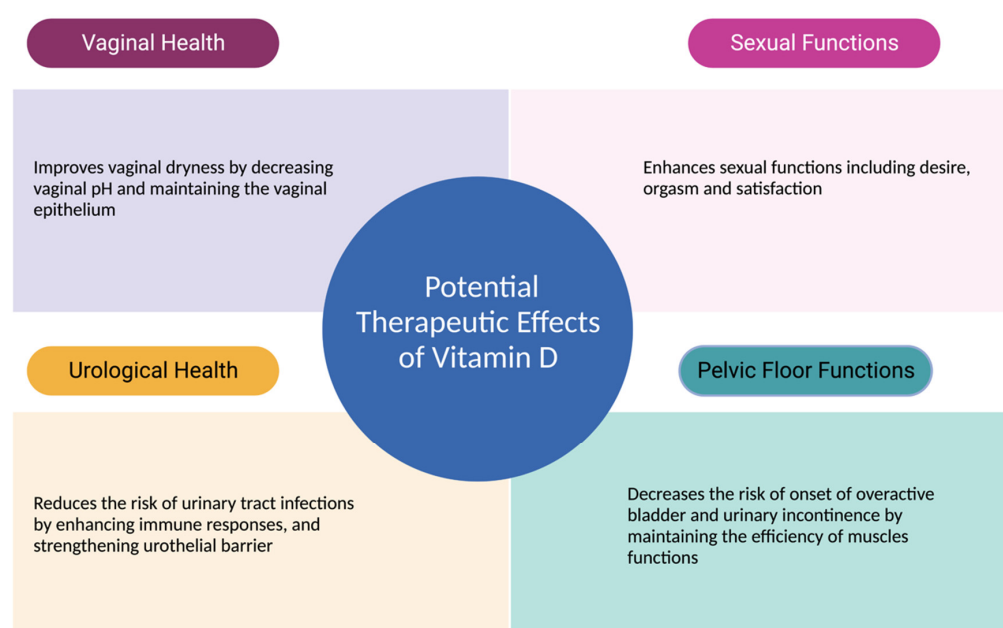 Vaginal Health
Sexual Functions
Improves vaginal dryness by decreasing
vaginal pH and maintaining the vaginal
epithelium
Enhances sexual functions including desire,
orgasm and satisfaction
Potential
Therapeutic Effects
of Vitamin D
Urological Health
Pelvic Floor Functions
Reduces the risk of urinary tract infections
by enhancing immune responses, and
strengthening urothelial barrier
Decreases the risk of onset of overactive
bladder and urinary incontinence by
maintaining the efficiency of muscles
functions